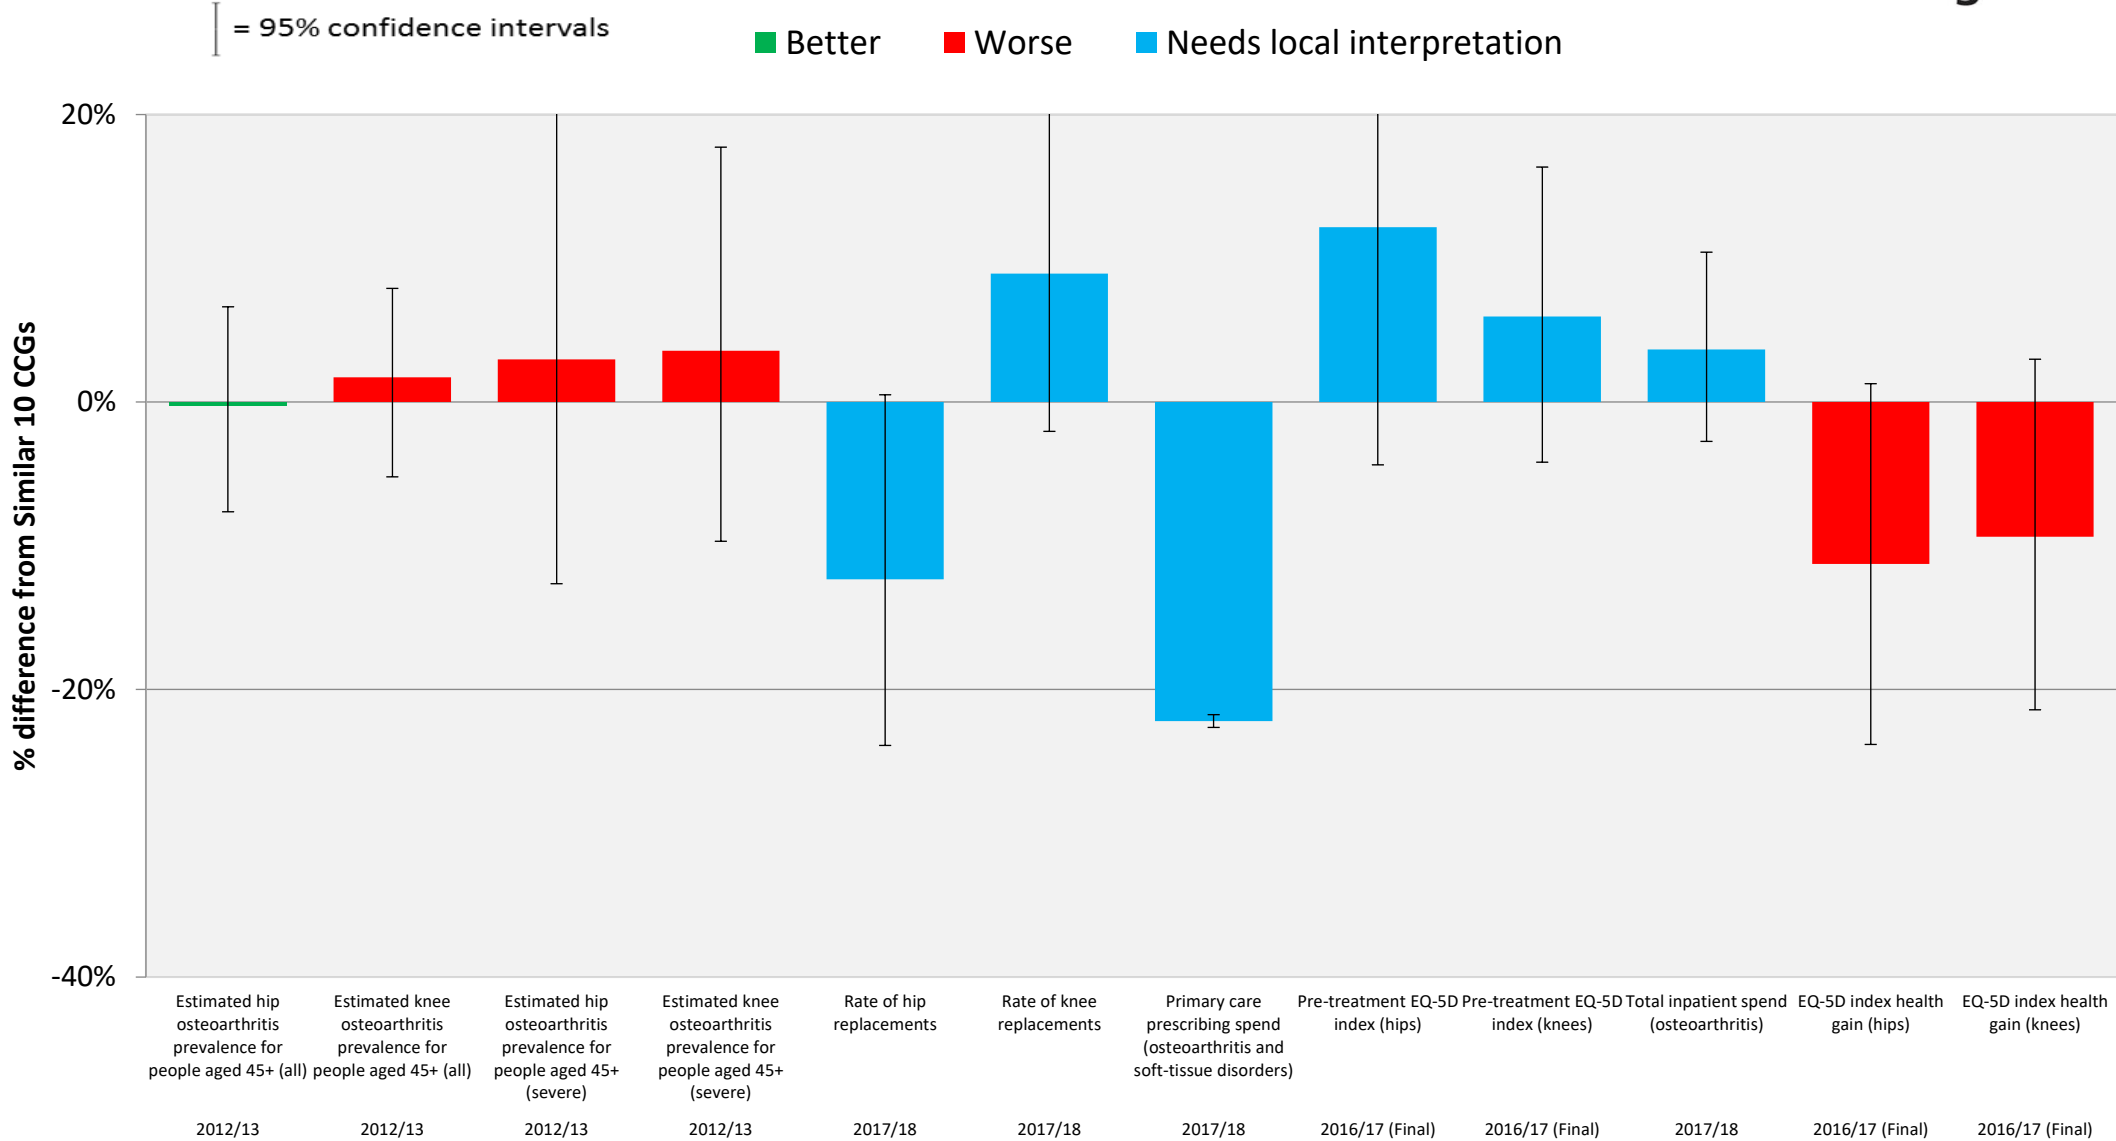 = 95% confidence intervals
Better
Worse
Needs local interpretation
20%
0%
-20%
-40%
% difference from Similar 10 CCGs
Estimated hip
osteoarthritis
prevalence for
people aged 45+ (all)
2012/13
Estimated knee
osteoarthritis
prevalence for
people aged 45+ (all)
2012/13
Estimated hip
osteoarthritis
prevalence for
people aged 45+
(severe)
2012/13
Estimated knee
osteoarthritis
prevalence for
people aged 45+
(severe)
2012/13
Rate of hip
replacements
2017/18
Rate of knee
replacements
2017/18
Primary care
prescribing spend
(osteoarthritis and
soft-tissue disorders)
2017/18
Pre-treatment EQ-5D
index (hips)
2016/17 (Final)
Pre-treatment EQ-5D
index (knees)
2016/17 (Final)
Total inpatient spend
(osteoarthritis)
2017/18
EQ-5D index health
gain (hips)
2016/17 (Final)
EQ-5D index health
gain (knees)
2016/17 (Final)